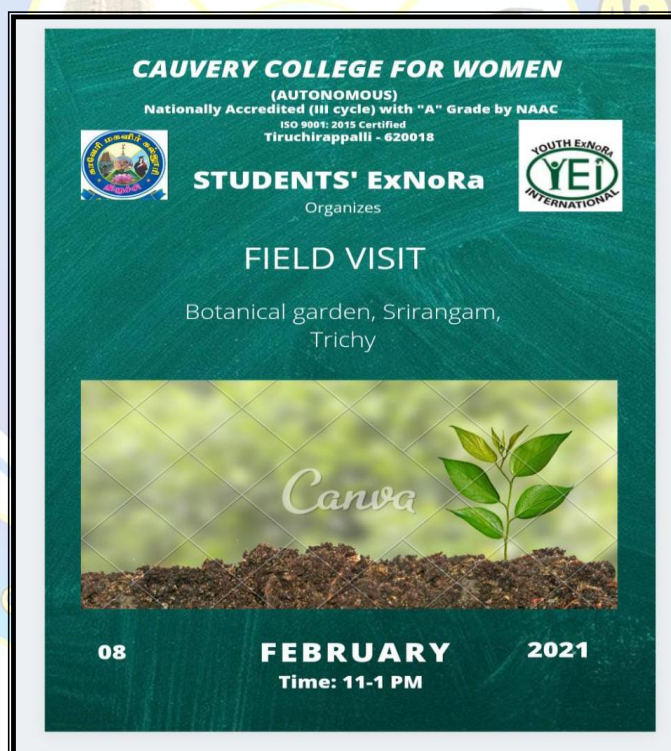 CAUVERY COLLEGE FOR WOMEN
(AUTONOMOUS)
Nationally Accredited (III cycle) with "A" Grade by NAAC
ISO 9001: 2015 Certified
Tiruchirappalli - 620018
காவேரி மகளிர் கல்லூரி
திருச்சி
YOUTH ExNoRa
YEi
INTERNATIONAL
STUDENTS' ExNoRa
Organizes
FIELD VISIT
Botanical garden, Srirangam,
Trichy
Canva
08 FEBRUARY 2021
Time: 11-1 PM